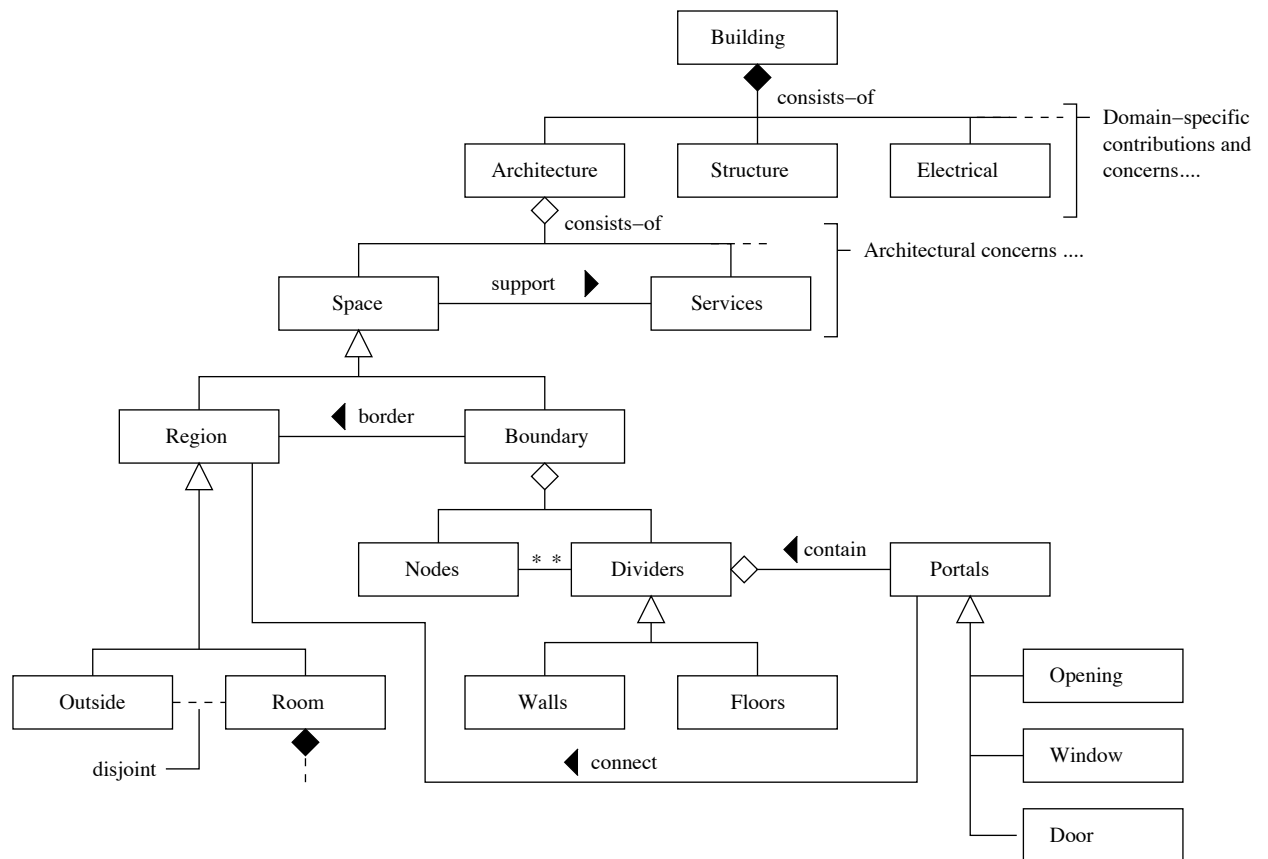 Building
consists–of
Domain–specific
contributions and
concerns....
Architecture
Structure
Electrical
consists–of
Architectural concerns ....
support
Space
Services
border
Region
Boundary
contain
Nodes
* *
Dividers
Portals
Opening
Outside
Room
Walls
Floors
Window
connect
disjoint
Door